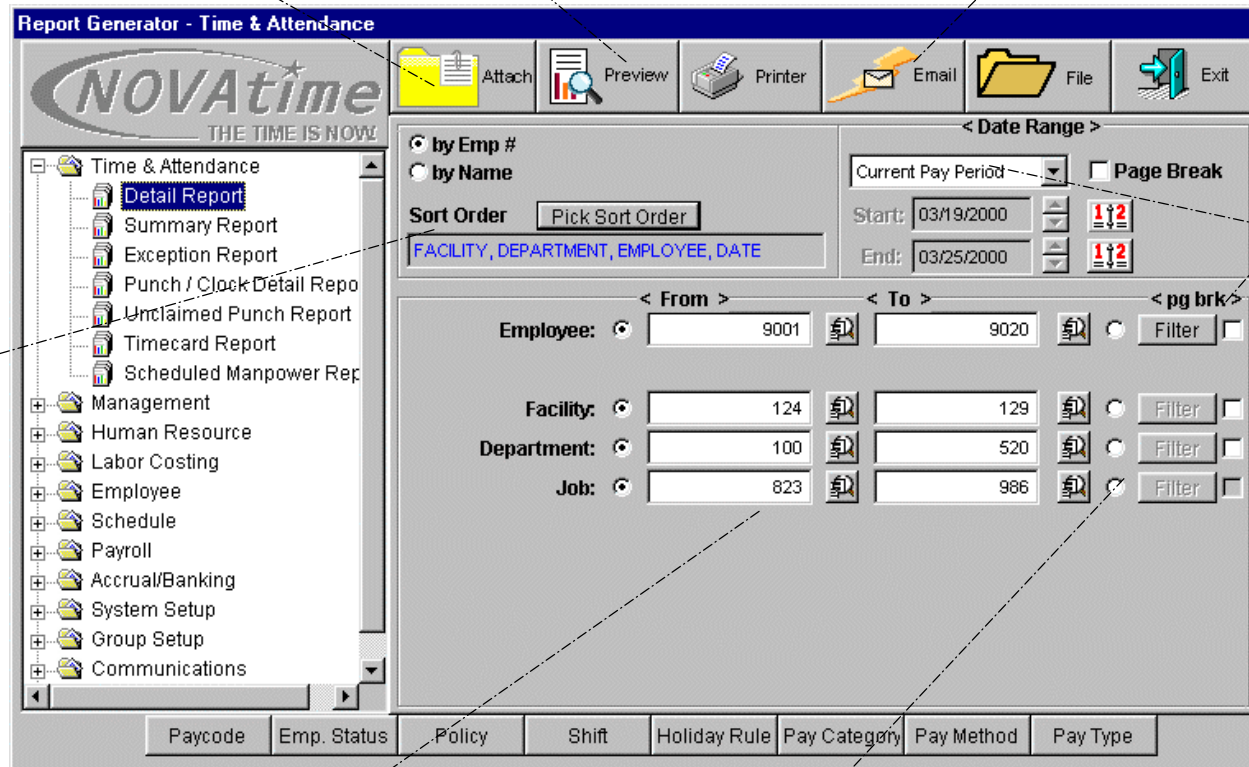 Report Generator - Time & Attendance
NOVAtime
THE TIME IS NOW.
Attach
Preview
Printer
Email
File
Exit
Time & Attendance
Detail Report
Summary Report
Exception Report
Punch / Clock Detail Repo
Unclaimed Punch Report
Timecard Report
Scheduled Manpower Rep
Management
Human Resource
Labor Costing
Employee
Schedule
Payroll
Accrual/Banking
System Setup
Group Setup
Communications
by Emp #
by Name
Sort Order Pick Sort Order
FACILITY, DEPARTMENT, EMPLOYEE, DATE
< Date Range >
Current Pay Period Page Break
Start: 03/19/2000 12
End: 03/25/2000 12
< From > < To > < pg brk >
Employee: 9001 9020 Filter
Facility: 124 129 Filter
Department: 100 520 Filter
Job: 823 986 Filter
Paycode Emp. Status Policy Shift Holiday Rule Pay Category Pay Method Pay Type